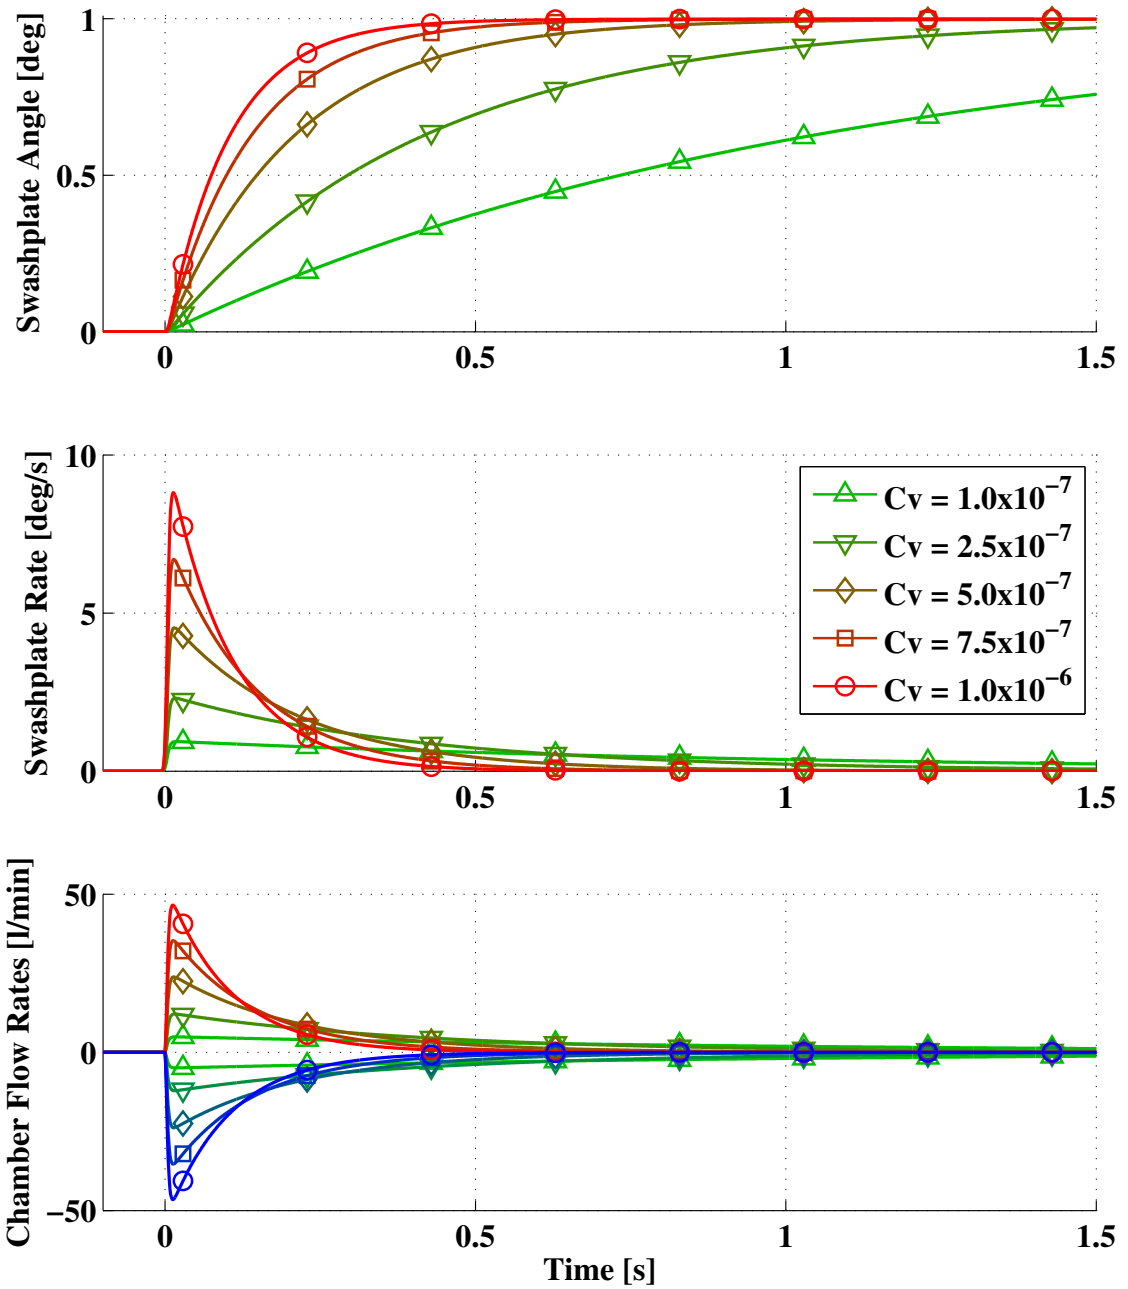 Swashplate Angle [deg]
1
0.5
0
0 0.5 1 1.5
Swashplate Rate [deg/s]
10
5
0
0 0.5 1 1.5
Cv = 1.0x10⁻⁷
Cv = 2.5x10⁻⁷
Cv = 5.0x10⁻⁷
Cv = 7.5x10⁻⁷
Cv = 1.0x10⁻⁶
Chamber Flow Rates [l/min]
50
0
−50
0 0.5 1 1.5
Time [s]